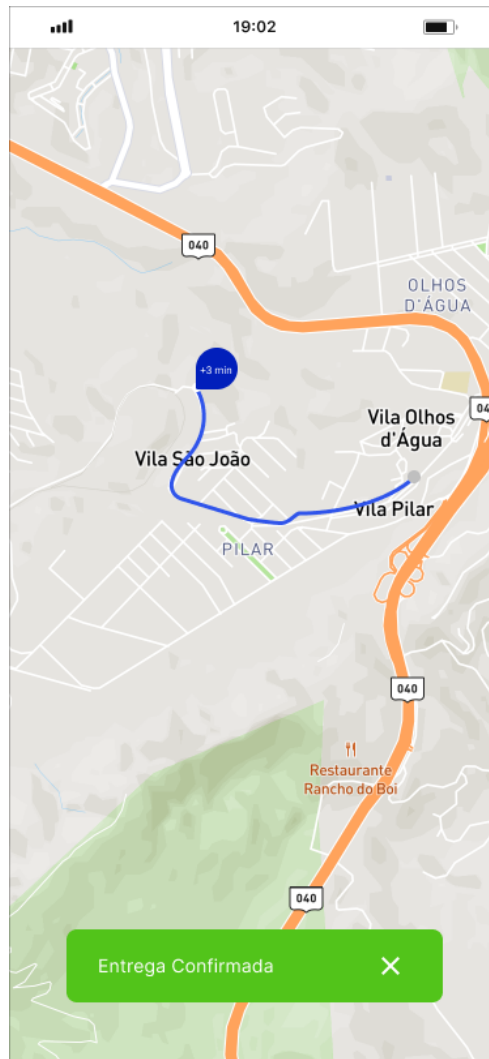 19:02
040
OLHOS
D'ÁGUA
+3 min
04
Vila Olhos
d'Água
Vila São João
Vila Pilar
PILAR
040
Restaurante
Rancho do Boi
040
Entrega Confirmada